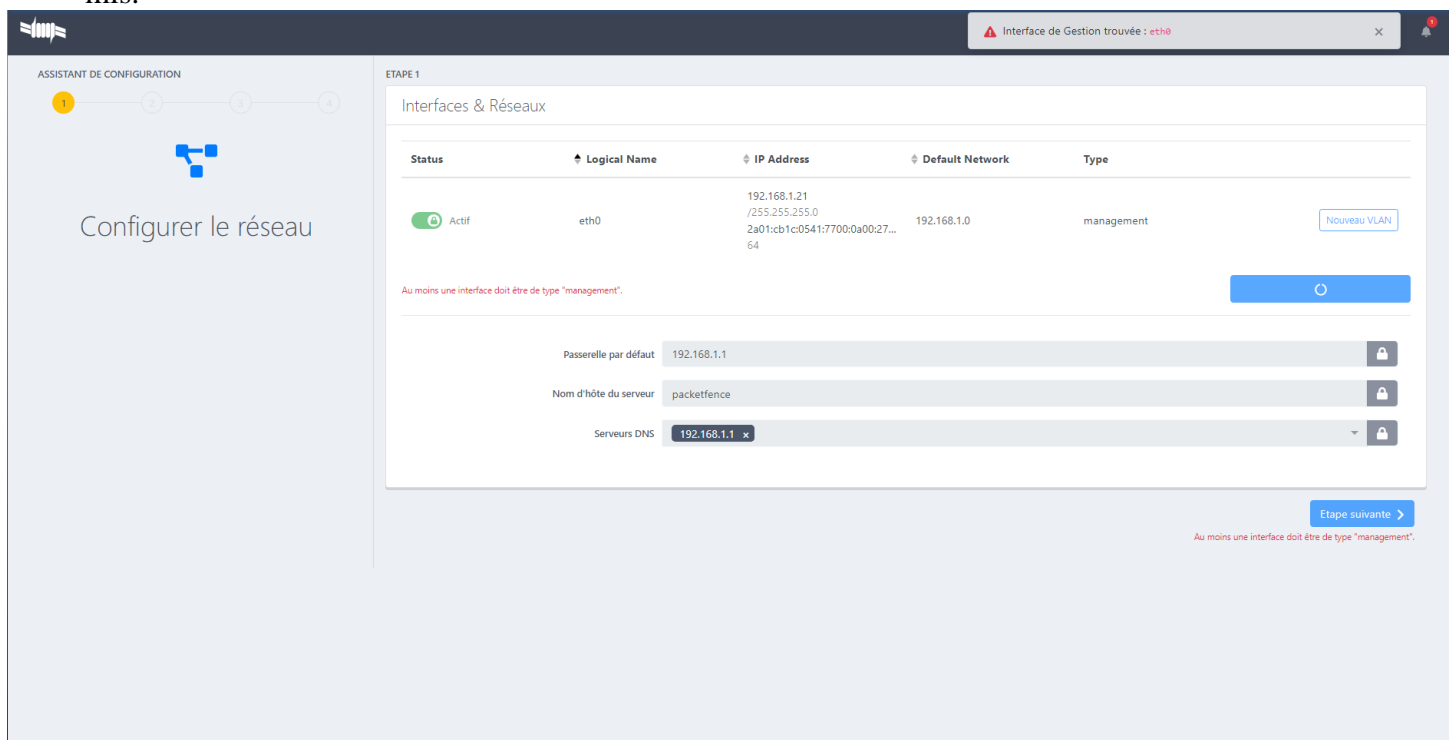 mis.
Interface de Gestion trouvée : eth0 ×
1
ASSISTANT DE CONFIGURATION
1 2 3 4
Configurer le réseau
ETAPE 1
Interfaces & Réseaux
Status Logical Name IP Address Default Network Type
Actif eth0 192.168.1.21 192.168.1.0 management Nouveau VLAN
/255.255.255.0
2a01:cb1c:0541:7700:0a00:27...
64
Au moins une interface doit être de type "management".
Passerelle par défaut 192.168.1.1
Nom d'hôte du serveur packetfence
Serveurs DNS 192.168.1.1 ×
Etape suivante
Au moins une interface doit être de type "management".